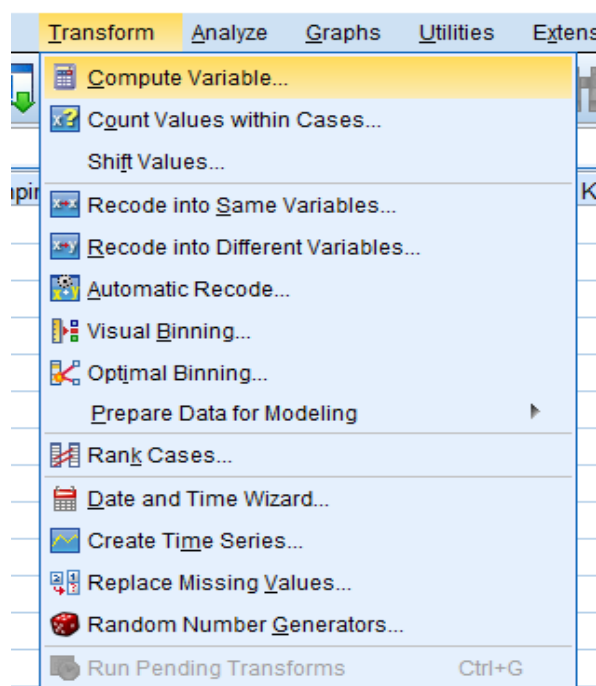 Transform Analyze Graphs Utilities Extens
Compute Variable...
Count Values within Cases...
Shift Values...
pir
K
Recode into Same Variables...
Recode into Different Variables...
Automatic Recode...
Visual Binning...
Optimal Binning...
Prepare Data for Modeling
Rank Cases...
Date and Time Wizard...
Create Time Series...
Replace Missing Values...
Random Number Generators...
Run Pending Transforms Ctrl+G